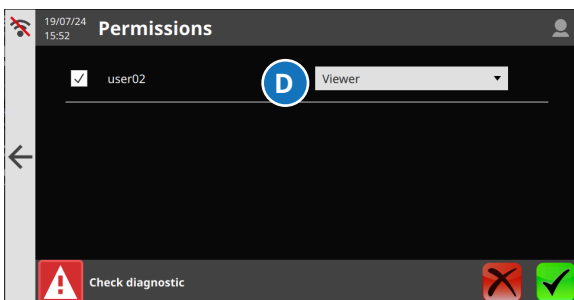 19/07/24
15:52
Permissions
user02
D
Viewer
Check diagnostic